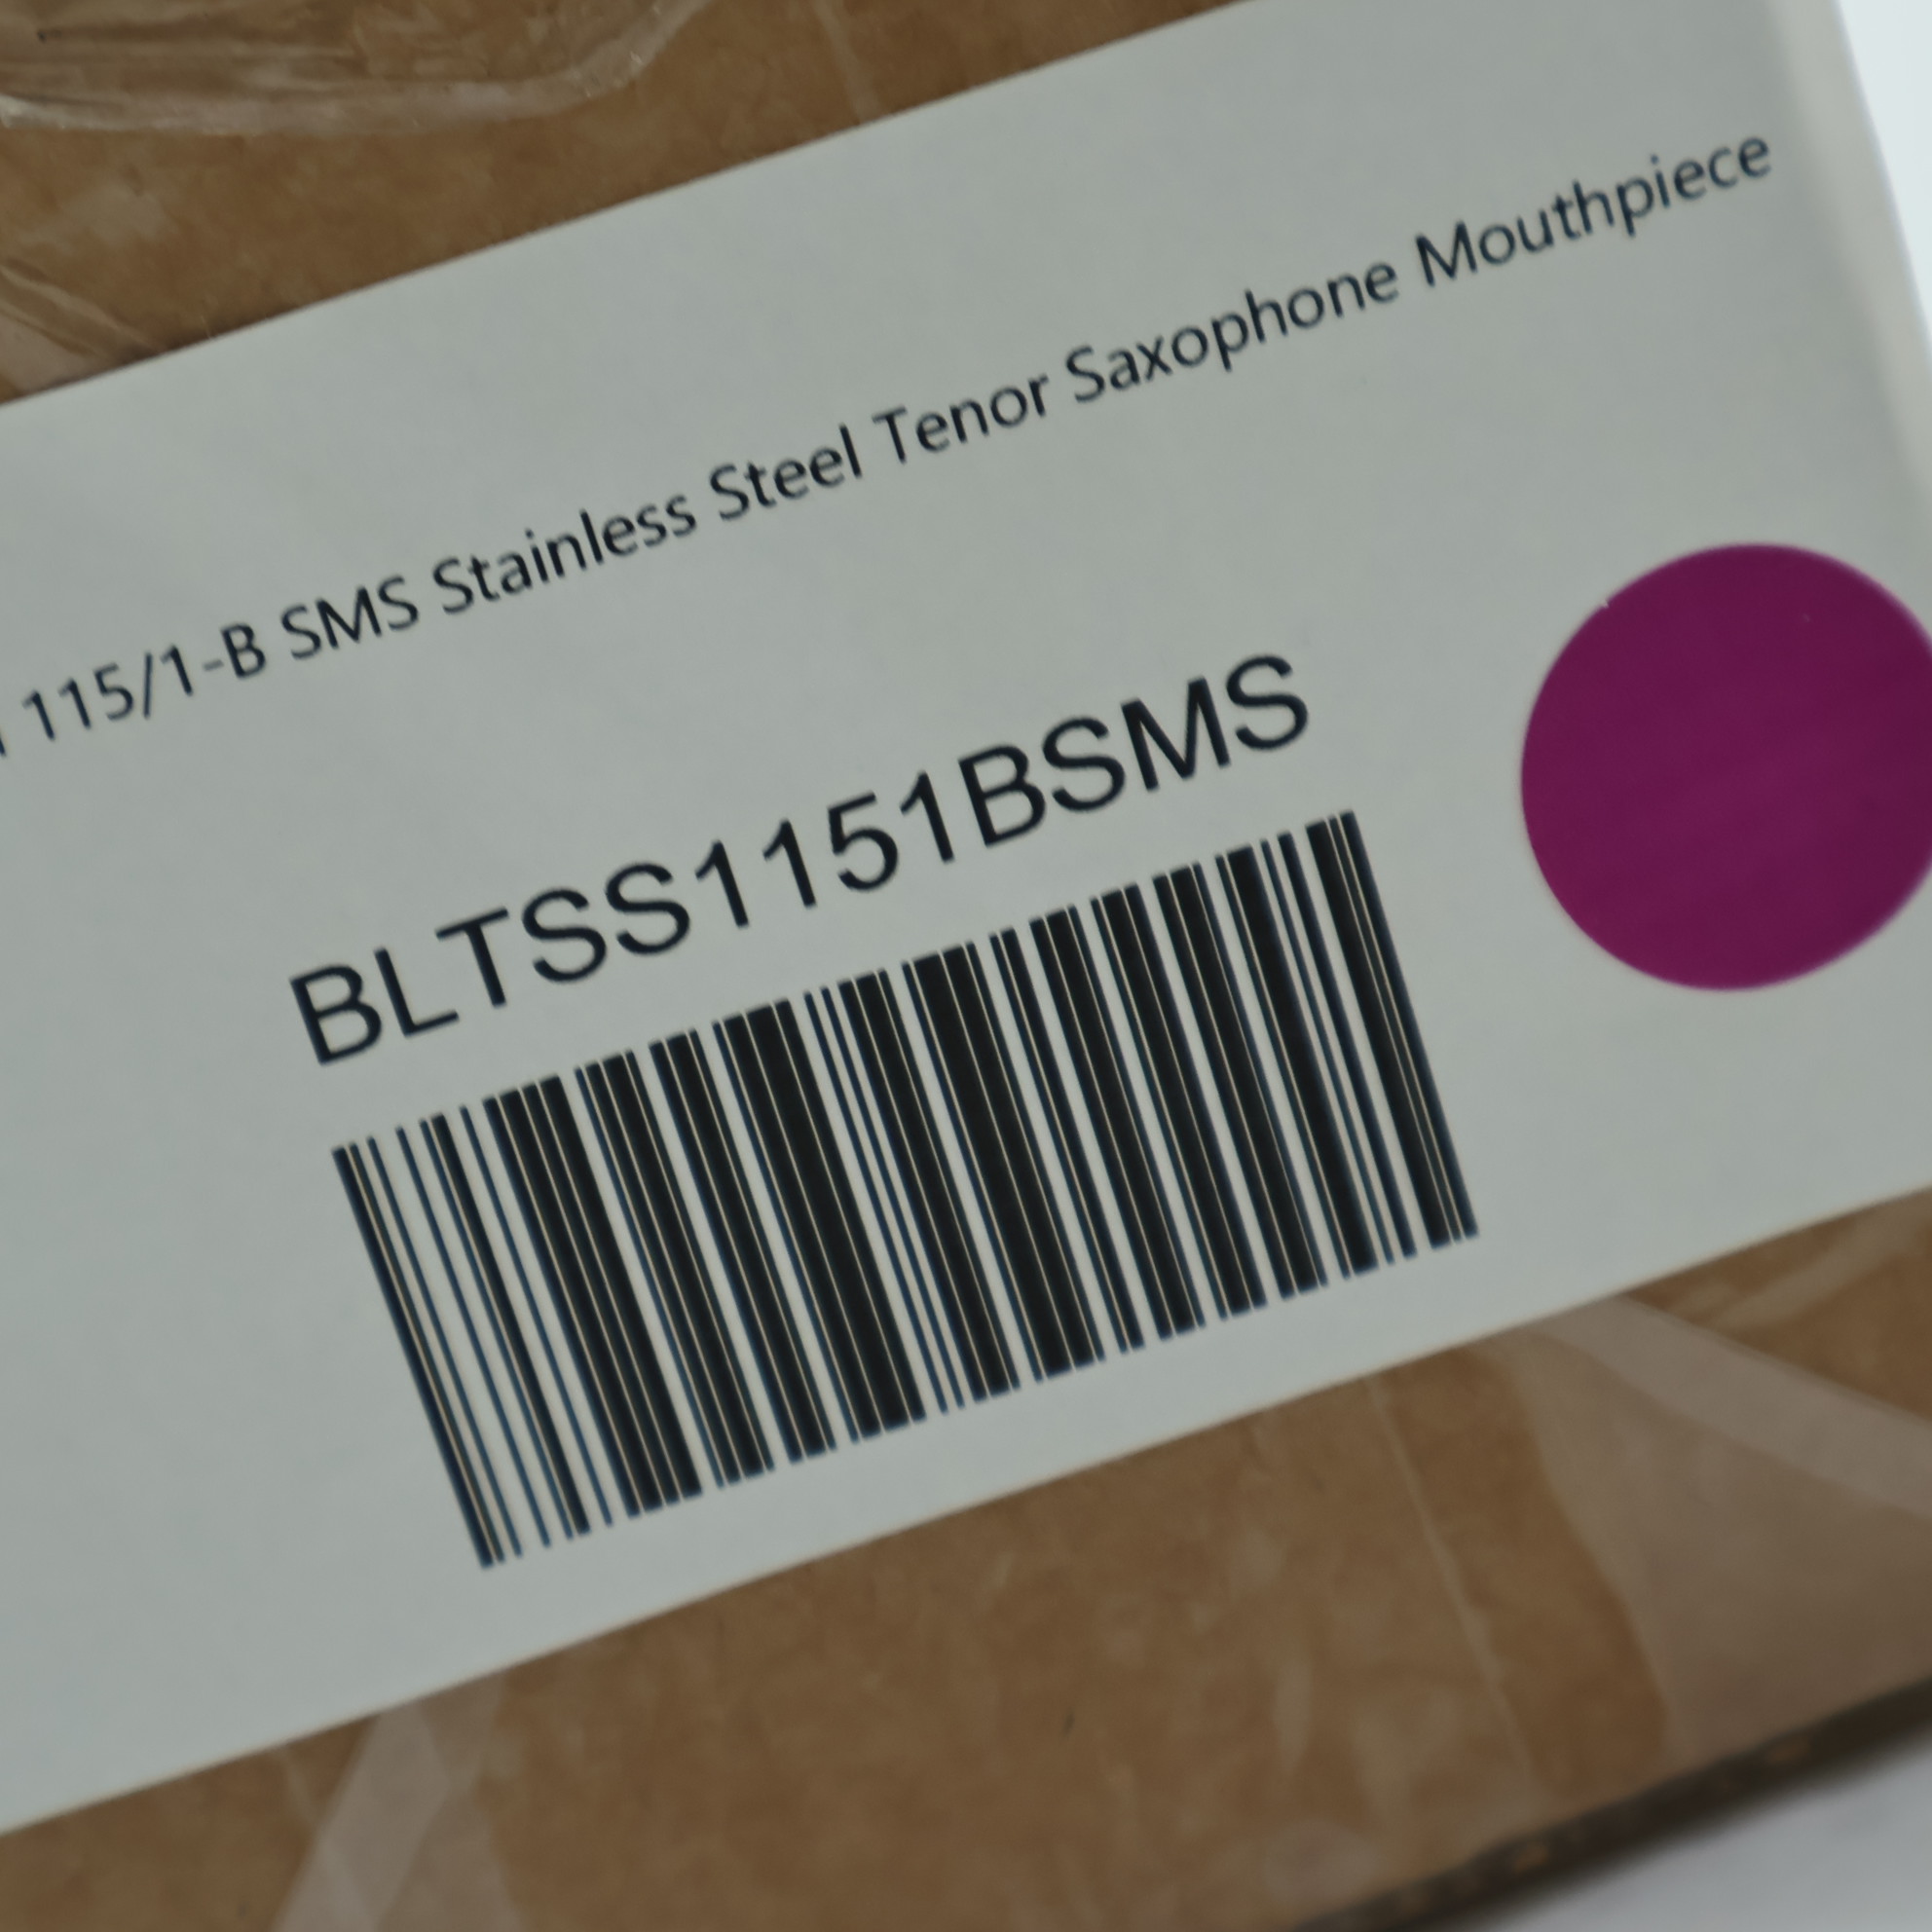 115/1-B SMS Stainless Steel Tenor Saxophone Mouthpiece
BLTSS1151BSMS